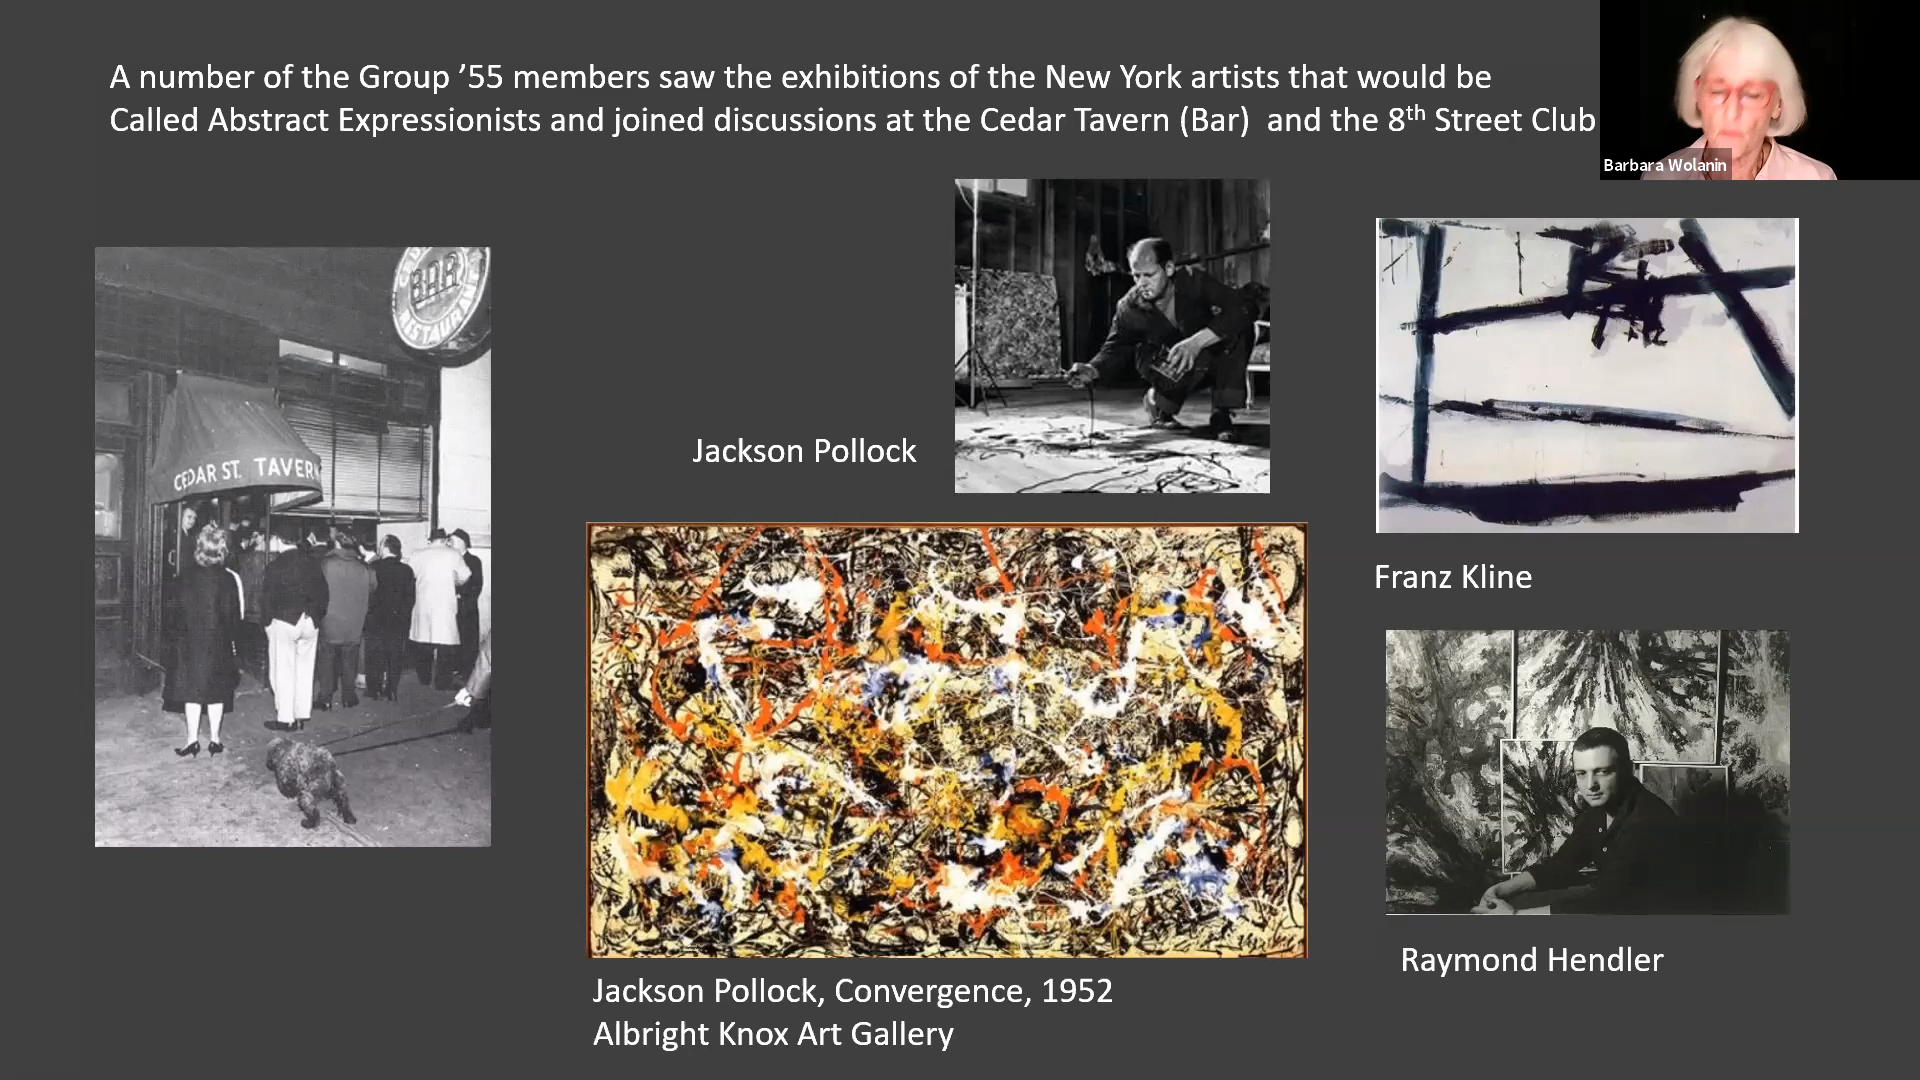 A number of the Group ’55 members saw the exhibitions of the New York artists that would be
Called Abstract Expressionists and joined discussions at the Cedar Tavern (Bar) and the 8th Street Club
Barbara Wolanin
BAR
CEDAR ST. TAVERN
Jackson Pollock
Franz Kline
Raymond Hendler
Jackson Pollock, Convergence, 1952
Albright Knox Art Gallery